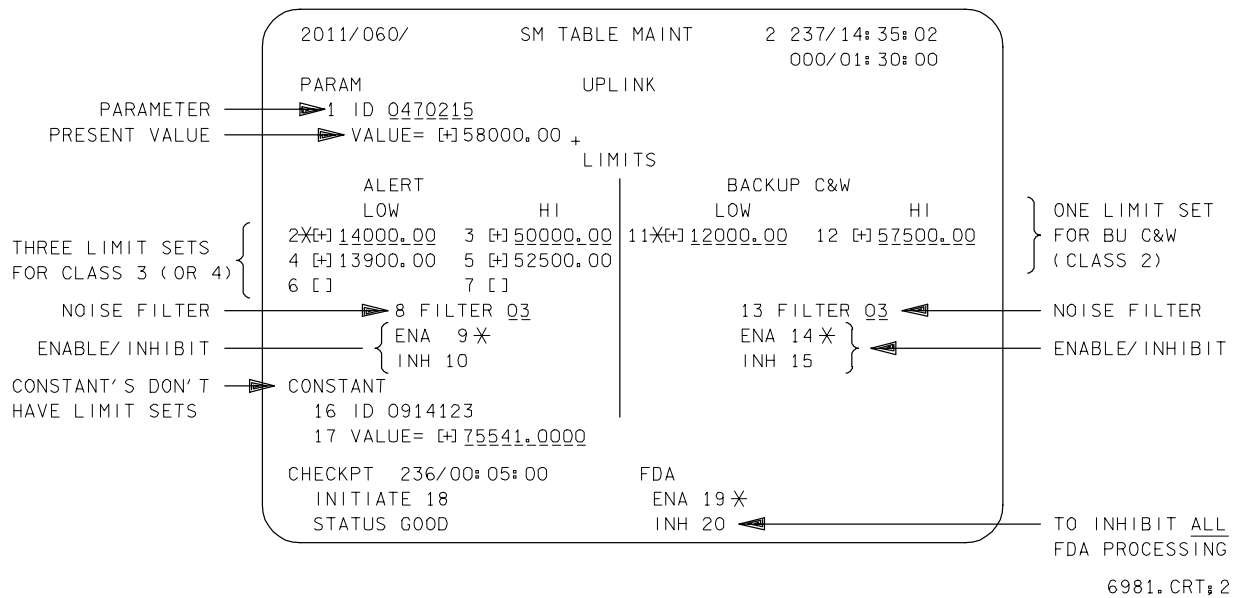 2011/060/ SM TABLE MAINT 2 237/14:35:02
000/01:30:00
PARAM UPLINK
PARAMETER 1 ID 0470215
PRESENT VALUE VALUE= [+]58000.00 +
LIMITS
ALERT BACKUP C&W
LOW HI LOW HI
2*[+]14000.00 3 [+]50000.00 11*[+]12000.00 12 [+]57500.00
4 [+]13900.00 5 [+]52500.00
6 [] 7 []
THREE LIMIT SETS
FOR CLASS 3 (OR 4)
ONE LIMIT SET
FOR BU C&W
(CLASS 2)
NOISE FILTER 8 FILTER 03 13 FILTER 03 NOISE FILTER
ENA 9* ENA 14*
ENABLE/INHIBIT ENABLE/INHIBIT
INH 10 INH 15
CONSTANT'S DON'T
HAVE LIMIT SETS
CONSTANT
16 ID 0914123
17 VALUE= [+]75541.0000
CHECKPT 236/00:05:00 FDA
INITIATE 18 ENA 19*
STATUS GOOD INH 20
TO INHIBIT ALL
FDA PROCESSING
6981.CRT;2